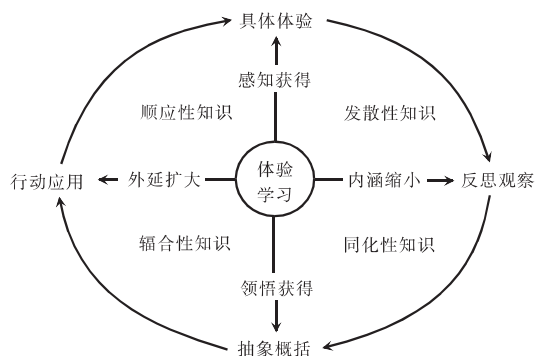 具体体验
感知获得
顺应性知识
发散性知识
行动应用
外延扩大
体验
学习
内涵缩小
反思观察
辐合性知识
同化性知识
领悟获得
抽象概括